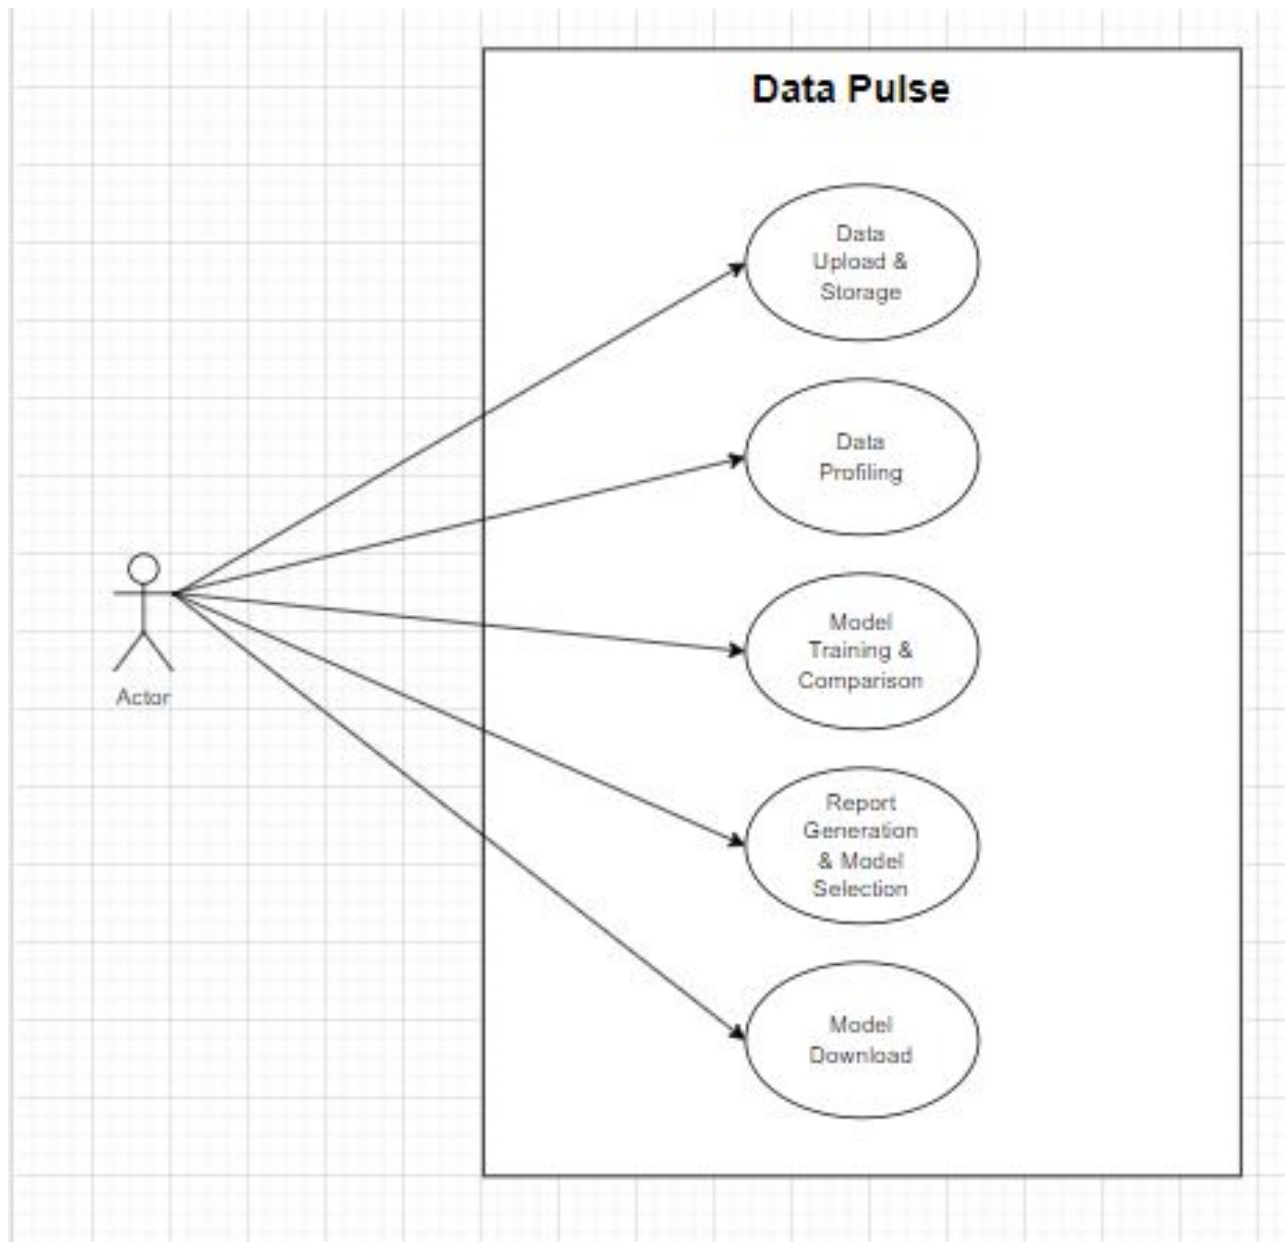 Data Pulse
Data
Upload &
Storage
Data
Profiling
Model
Training &
Comparison
Actor
Report
Generation
& Model
Selection
Model
Download